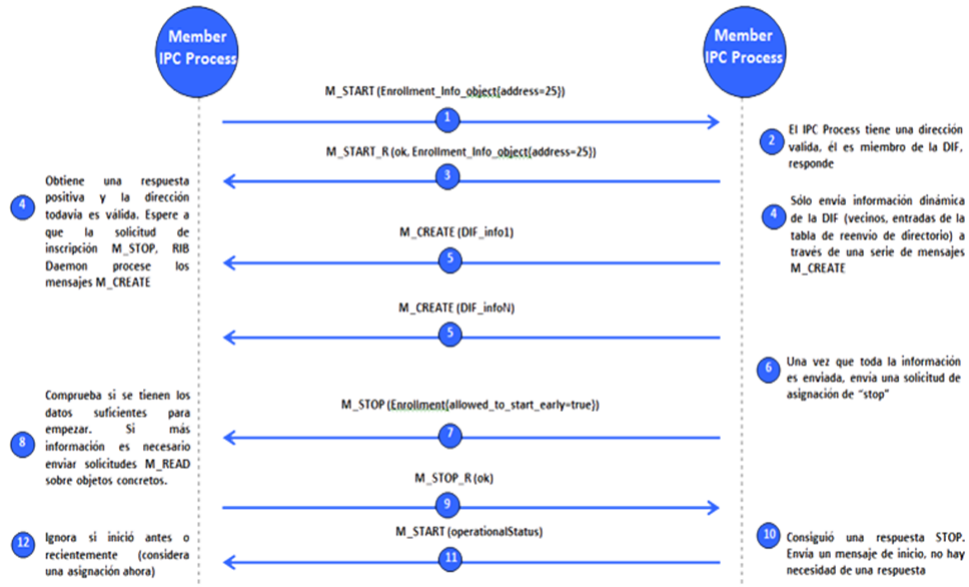 Member
IPC Process
Member
IPC Process
M_START (Enrollment_Info_object(address=25))
1
2
El IPC Process tiene una dirección
valida, él es miembro de la DIF,
responde
M_START_R (ok, Enrollment_Info_object(address=25))
3
4
Obtiene una respuesta
positiva y la dirección
todavía es válida. Espere a
que la solicitud de
inscripción M_STOP, RIB
Daemon procese los
mensajes M_CREATE
4
Sólo envía información dinámica
de la DIF (vecinos, entradas de la
tabla de reenvío de directorio) a
través de una serie de mensajes
M_CREATE
M_CREATE (DIF_info1)
5
M_CREATE (DIF_infoN)
5
6
Una vez que toda la información
es enviada, envía una solicitud de
asignación de “stop”
M_STOP (Enrollment(allowed_to_start_early=true))
7
8
Comprueba si se tienen los
datos suficientes para
empezar. Si más
información es necesario
enviar solicitudes M_READ
sobre objetos concretos.
M_STOP_R (ok)
9
10
Consiguió una respuesta STOP.
Envía un mensaje de inicio, no hay
necesidad de una respuesta
M_START (operationalStatus)
11
12
Ignora si inició antes o
recientemente (considera
una asignación ahora)